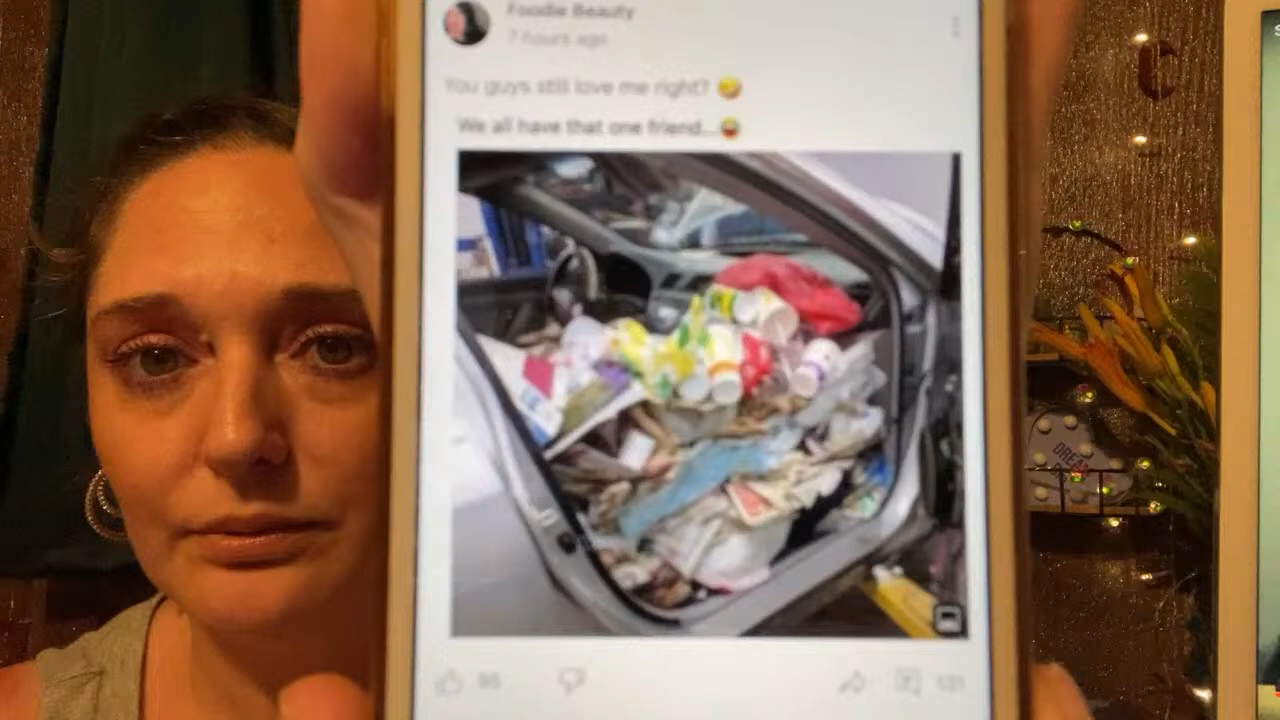 Foodie Beauty
7 hours ago
You guys still love me right? 🤣
We all have that one friend...😂
95
131
DREAM
C
S